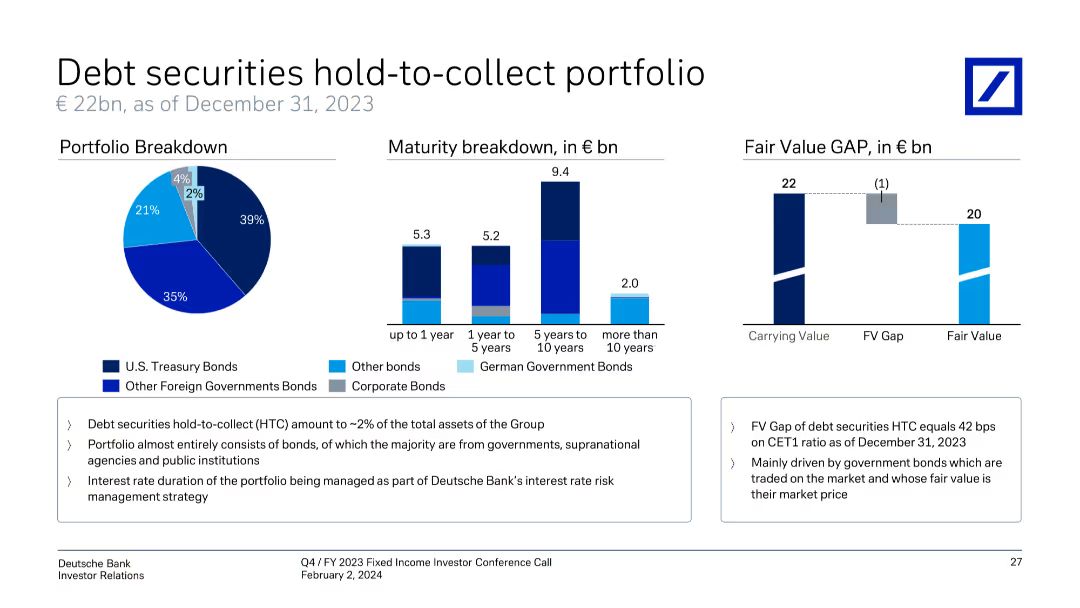 Debt securities hold-to-collect portfolio
€ 22bn, as of December 31, 2023
Portfolio Breakdown
4%
2%
21%
39%
35%
Maturity breakdown, in € bn
9.4
5.3
5.2
2.0
up to 1 year
1 year to
5 years
5 years to
10 years
more than
10 years
U.S. Treasury Bonds
Other bonds
German Government Bonds
Other Foreign Governments Bonds
Corporate Bonds
Fair Value GAP, in € bn
22
(1)
20
Carrying Value
FV Gap
Fair Value
〉 Debt securities hold-to-collect (HTC) amount to ~2% of the total assets of the Group
〉 Portfolio almost entirely consists of bonds, of which the majority are from governments, supranational
agencies and public institutions
〉 Interest rate duration of the portfolio being managed as part of Deutsche Bank's interest rate risk
management strategy
〉 FV Gap of debt securities HTC equals 42 bps
on CET1 ratio as of December 31, 2023
〉 Mainly driven by government bonds which are
traded on the market and whose fair value is
their market price
Deutsche Bank
Investor Relations
Q4 / FY 2023 Fixed Income Investor Conference Call
February 2, 2024
27